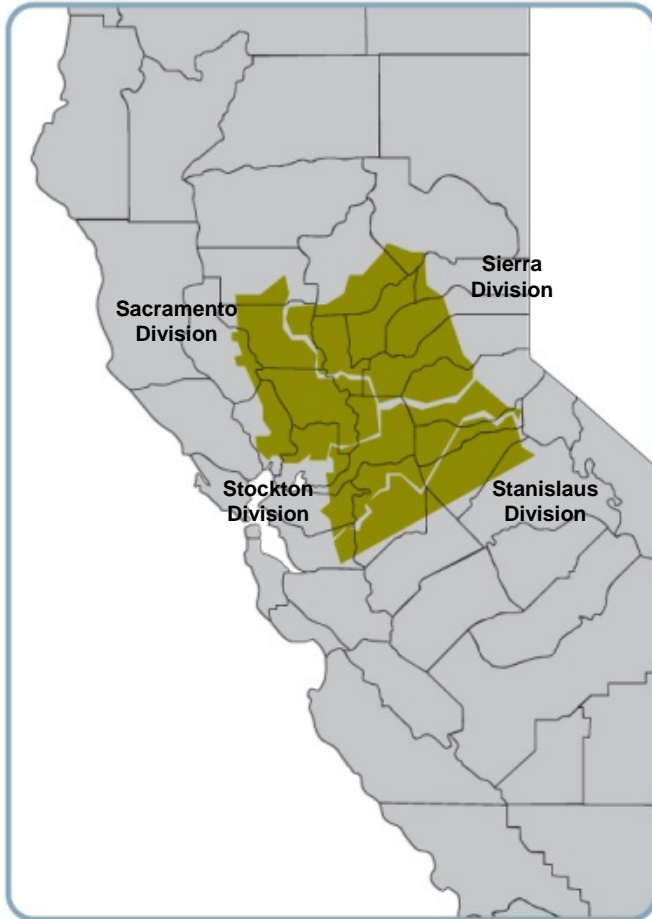 Sierra
Division
Sacramento
Division
Stockton
Division
Stanislaus
Division